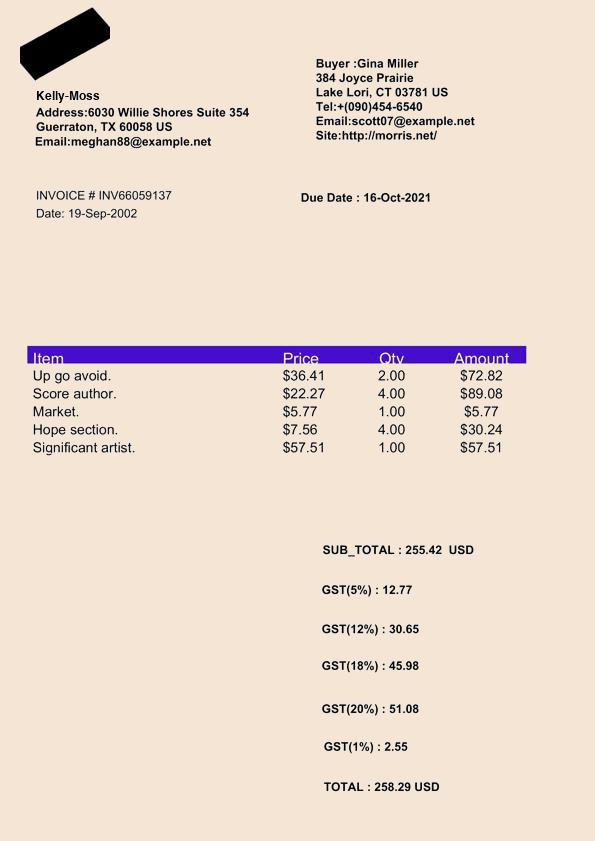 Kelly-Moss
Address:6030 Willie Shores Suite 354
Guerraton, TX 60058 US
Email:meghan88@example.net
Buyer :Gina Miller
384 Joyce Prairie
Lake Lori, CT 03781 US
Tel:+(090)454-6540
Email:scott07@example.net
Site:http://morris.net/
INVOICE # INV66059137
Date: 19-Sep-2002
Due Date : 16-Oct-2021
Item Price Qty Amount
Up go avoid. $36.41 2.00 $72.82
Score author. $22.27 4.00 $89.08
Market. $5.77 1.00 $5.77
Hope section. $7.56 4.00 $30.24
Significant artist. $57.51 1.00 $57.51
SUB_TOTAL : 255.42 USD
GST(5%) : 12.77
GST(12%) : 30.65
GST(18%) : 45.98
GST(20%) : 51.08
GST(1%) : 2.55
TOTAL : 258.29 USD